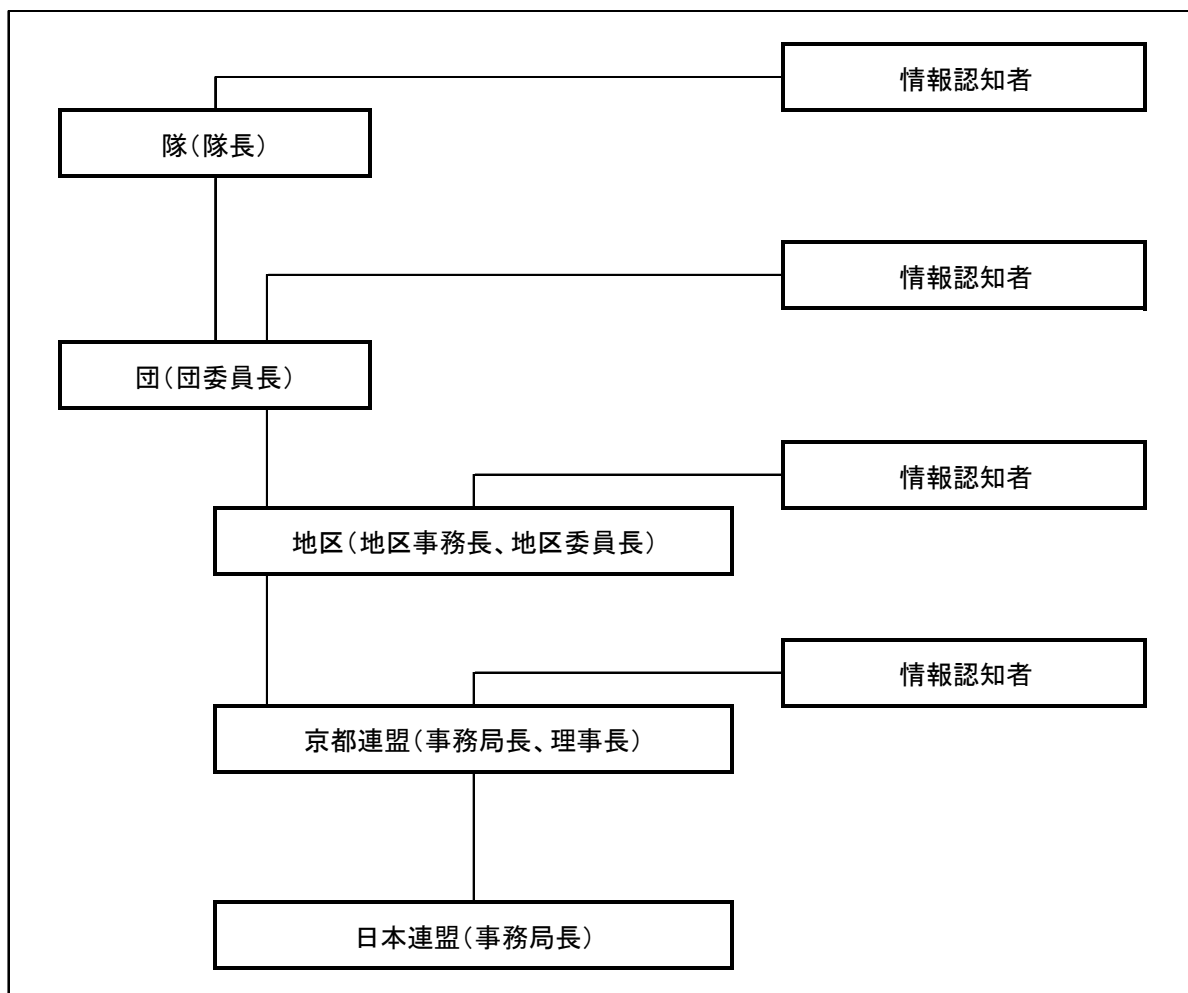 情報認知者
隊（隊長）
情報認知者
団（団委員長）
情報認知者
地区（地区事務長、地区委員長）
情報認知者
京都連盟（事務局長、理事長）
日本連盟（事務局長）